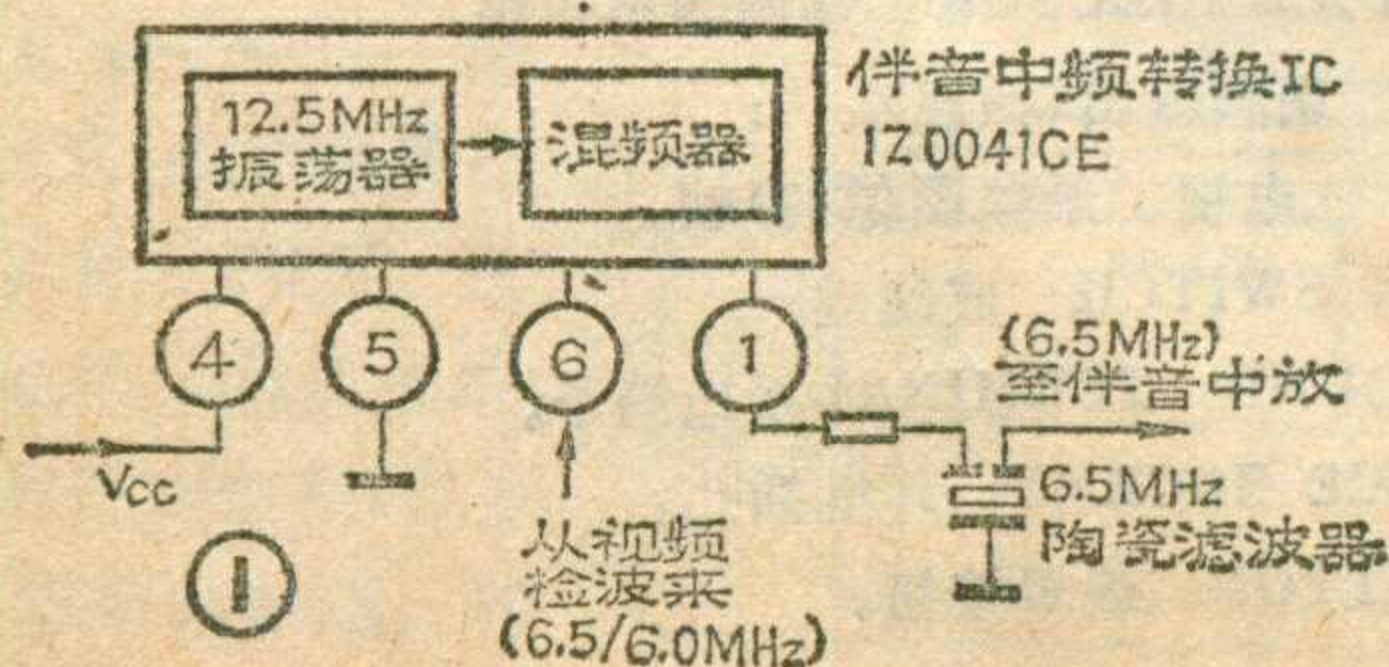 伴音中频转换IC
IZ0041CE
12.5MHz
振荡器
混频器
4
5
6
1
(6.5MHz)
至伴音中放
Vcc
6.5MHz
陶瓷滤波器
从视频
检波来
(6.5/6.0MHz)
1